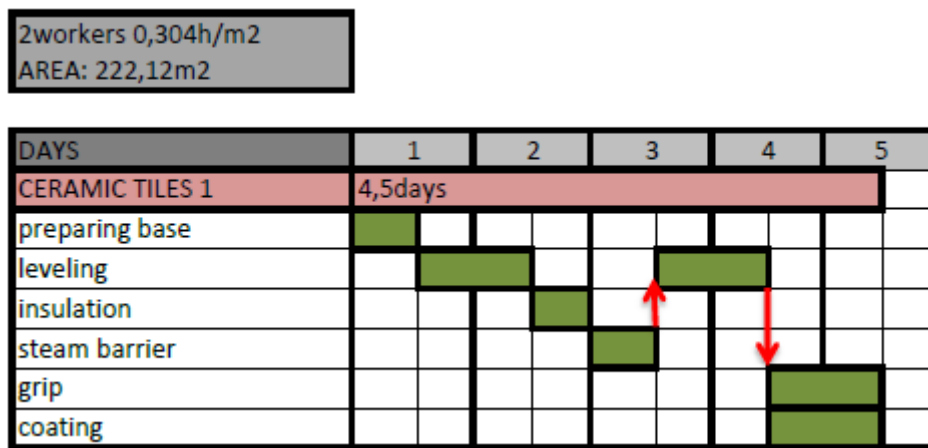 2workers 0,304h/m2
AREA: 222,12m2
DAYS 1 2 3 4 5
CERAMIC TILES 1 4,5days
preparing base
leveling
insulation
steam barrier
grip
coating